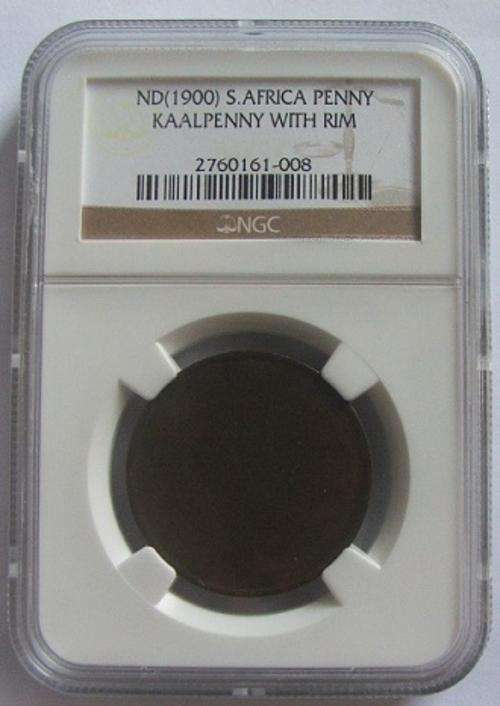 ND(1900) S.AFRICA PENNY
KAALPENNY WITH RIM
2760161-008
NGC